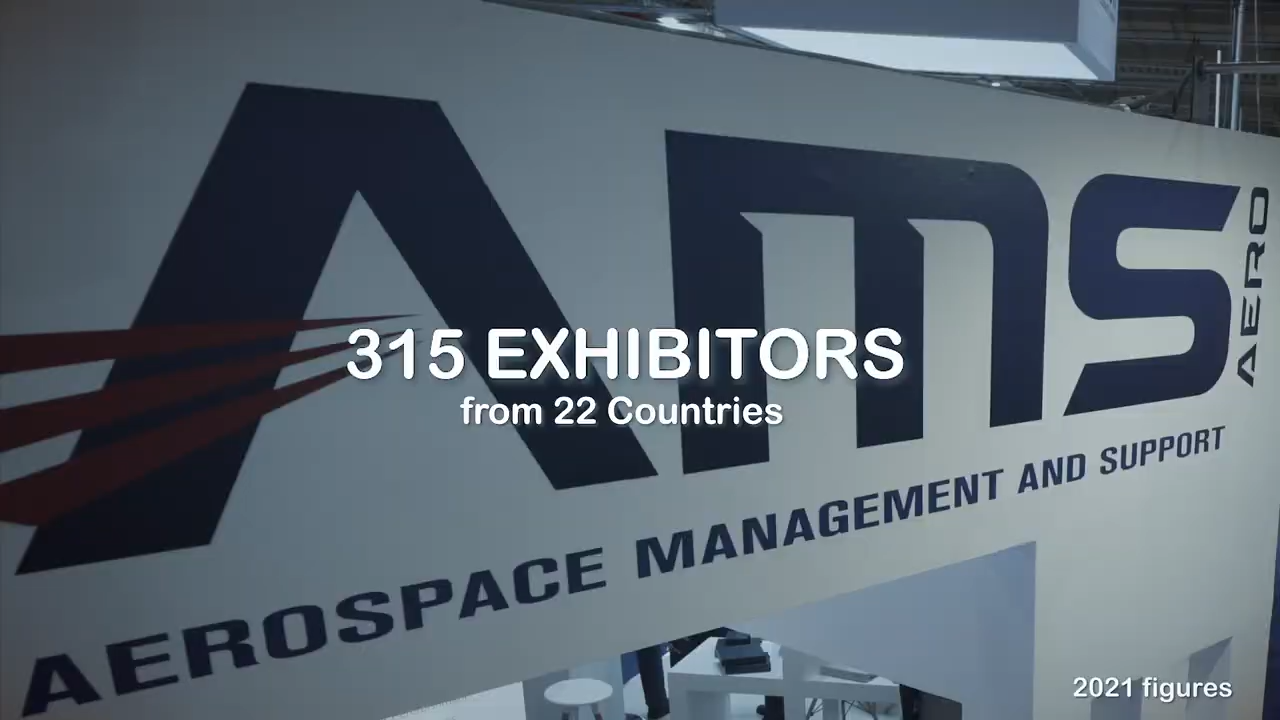 AMS
AERO
315 EXHIBITORS
from 22 Countries
AEROSPACE MANAGEMENT AND SUPPORT
2021 figures